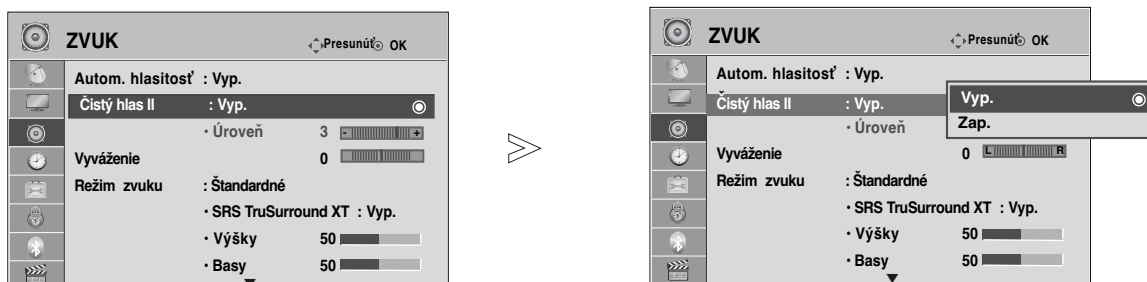 ZVUK
Presunúť OK
Autom. hlasitosť : Vyp.
Čistý hlas II : Vyp.
• Úroveň 3 - +
Vyváženie 0
Režim zvuku : Štandardné
• SRS TruSurround XT : Vyp.
• Výšky 50
• Basy 50
>
ZVUK
Presunúť OK
Autom. hlasitosť : Vyp.
Čistý hlas II : Vyp.
Vyp.
Zap.
• Úroveň
Vyváženie 0 L R
Režim zvuku : Štandardné
• SRS TruSurround XT : Vyp.
• Výšky 50
• Basy 50